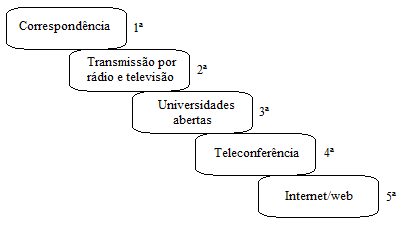 Correspondência 1ª
Transmissão por
rádio e televisão 2ª
Universidades
abertas 3ª
Teleconferência 4ª
Internet/web 5ª